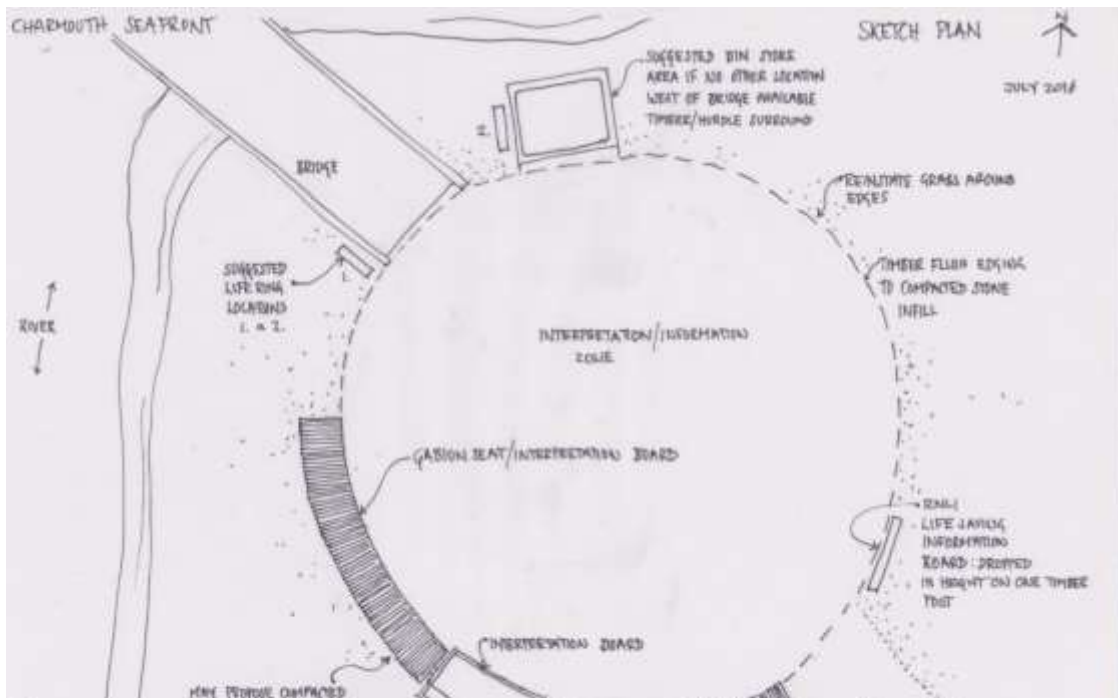 CHARMOUTH SEAFRONT
SKETCH PLAN
N
JULY 2018
SUGGESTED BIN STORE
AREA IF NO OTHER LOCATION
WEST OF BRIDGE AVAILABLE
TIMBER/HURDLE SURROUND
2.
BRIDGE
REINSTATE GRASS AROUND
EDGES
SUGGESTED
LIFE RING
LOCATIONS
1. & 2.
1.
TIMBER FLUSH EDGING
TO COMPACTED STONE
INFILL
RIVER
INTERPRETATION/INFORMATION
ZONE
GABION SEAT/INTERPRETATION BOARD
RNLI
LIFE SAVING
INFORMATION
BOARD: DROPPED
IN HEIGHT ON ONE TIMBER
POST
INTERPRETATION BOARD
MAY COMPACTED